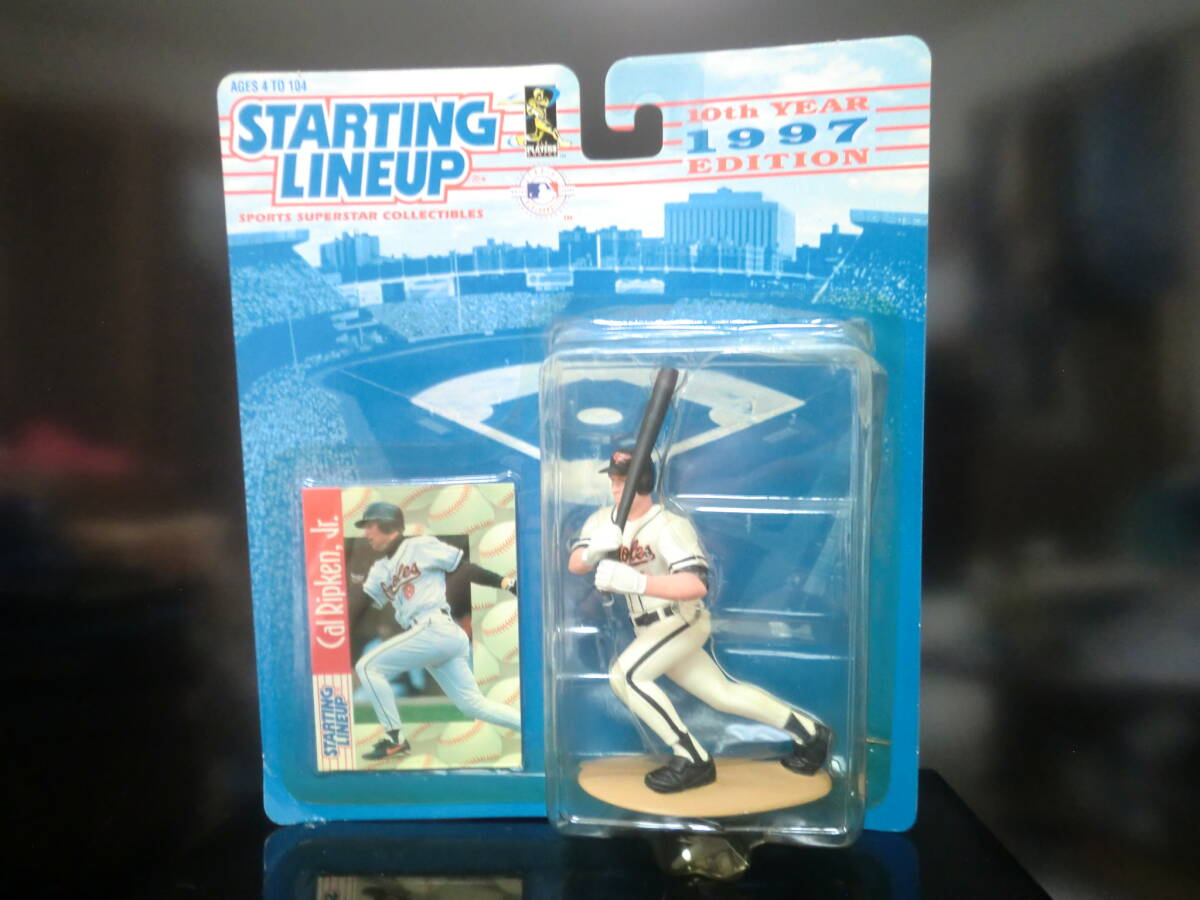 AGES 4 TO 104
STARTING
LINEUP
SPORTS SUPERSTAR COLLECTIBLES
10th YEAR
1997
EDITION
Cal Ripken, Jr.
STARTING
LINEUP
Orioles
8